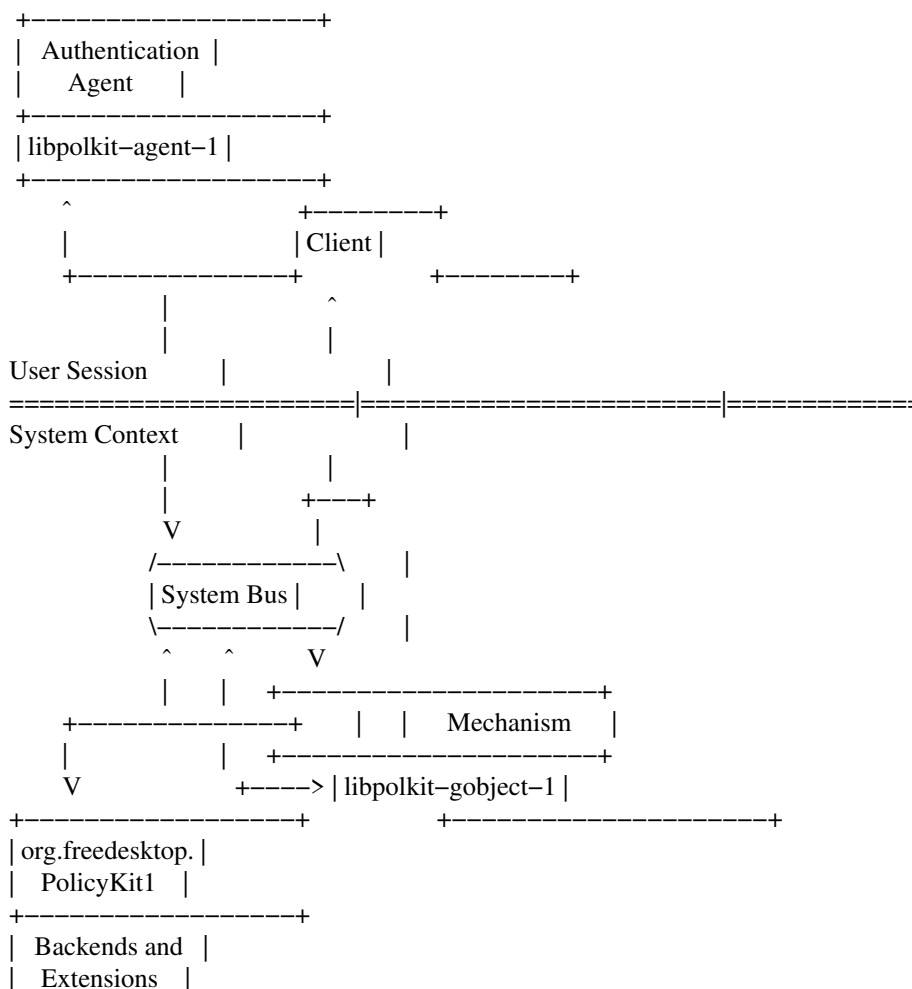 +−−−−−−−−−−−−−−−−−−−+
| Authentication |
| Agent |
+−−−−−−−−−−−−−−−−−−−+
| libpolkit−agent−1 |
+−−−−−−−−−−−−−−−−−−−+
^ +−−−−−−−−+
| | Client |
+−−−−−−−−−−−−−−+ +−−−−−−−−+
| ^
| |
User Session | |
=======================|========================|=============
System Context | |
| |
| +−−−+
V |
/−−−−−−−−−−−−\ |
| System Bus | |
\−−−−−−−−−−−−/ |
^ ^ V
| | +−−−−−−−−−−−−−−−−−−−−−+
+−−−−−−−−−−−−−−+ | | Mechanism |
| | +−−−−−−−−−−−−−−−−−−−−−+
V +−−−−> | libpolkit−gobject−1 |
+−−−−−−−−−−−−−−−−−−+ +−−−−−−−−−−−−−−−−−−−−−+
| org.freedesktop. |
| PolicyKit1 |
+−−−−−−−−−−−−−−−−−−+
| Backends and |
| Extensions |